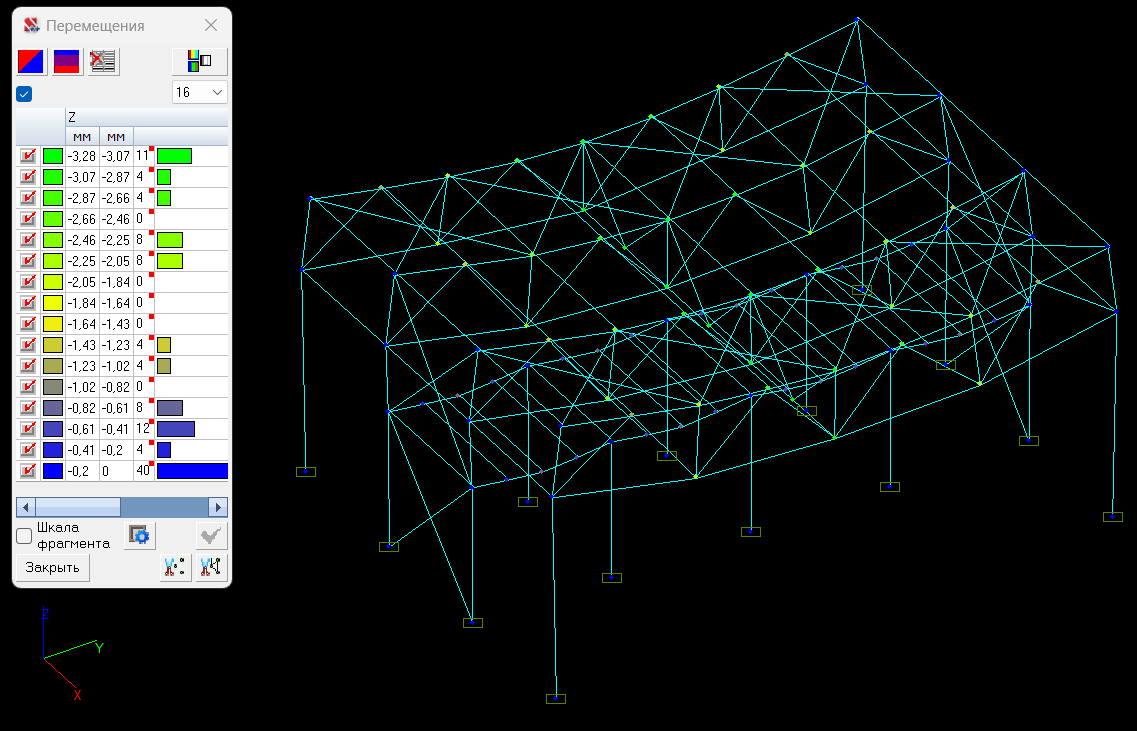 Перемещения
16
Z
мм мм
-3,28 -3,07 11
-3,07 -2,87 4
-2,87 -2,66 4
-2,66 -2,46 0
-2,46 -2,25 8
-2,25 -2,05 8
-2,05 -1,84 0
-1,84 -1,64 0
-1,64 -1,43 0
-1,43 -1,23 4
-1,23 -1,02 4
-1,02 -0,82 0
-0,82 -0,61 8
-0,61 -0,41 12
-0,41 -0,2 4
-0,2 0 40
Шкала
фрагмента
Закрыть
Z
Y
X